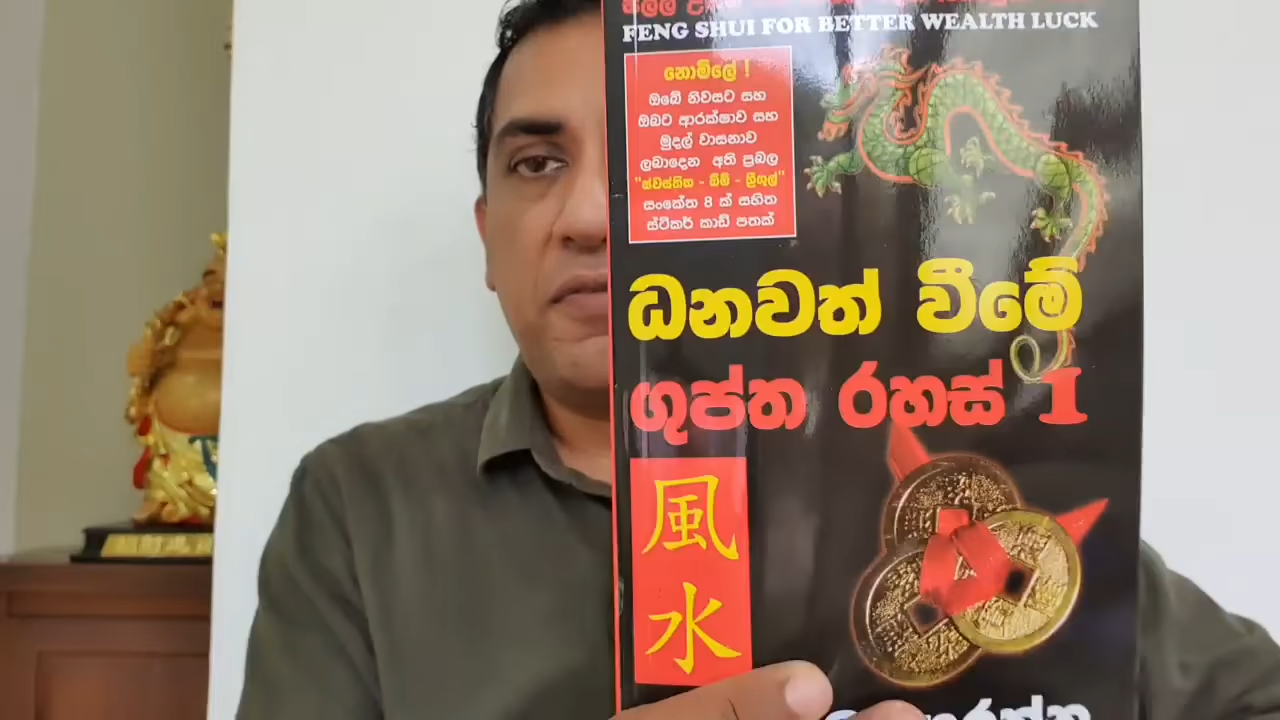 FENG SHUI FOR BETTER WEALTH LUCK
නොමිලේ !
ඔබේ නිවසට සහ
ඔබට ආරක්ෂාව සහ
මුදල් වාසනාව
ලබාදෙන අති ප්‍රබල
"ස්වස්තික - ඕම් - ත්‍රිශුල්"
සංකේත 8 ක් සහිත
ස්ටිකර් කාඩ් පතක්
ධනවත් වීමේ
ගුප්ත රහස් 1
風
水